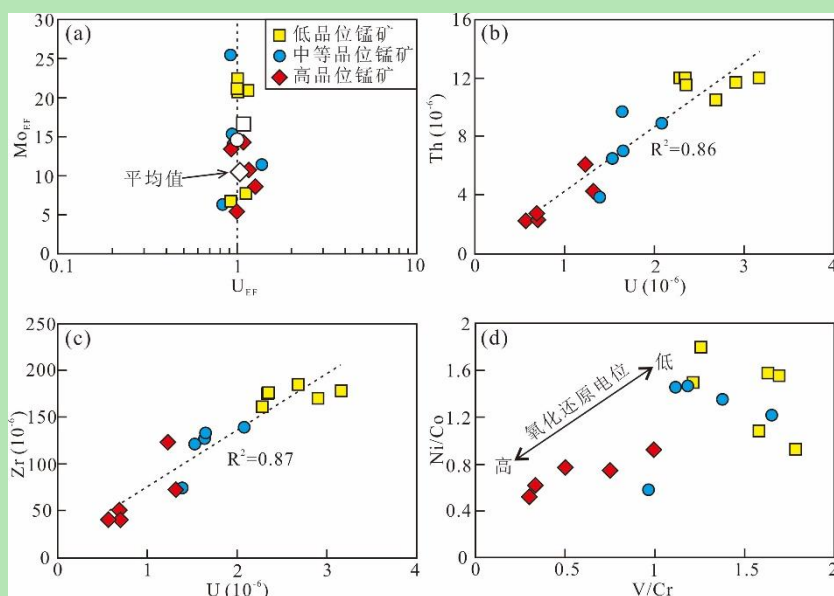 (a)
低品位锰矿
中等品位锰矿
高品位锰矿
平均值
Mo_EF
30
25
20
15
10
5
0
0.1
1
10
U_EF
(b)
R²=0.86
Th (10⁻⁶)
16
12
8
4
0
0
1
2
3
4
U (10⁻⁶)
(c)
R²=0.87
Zr (10⁻⁶)
250
200
150
100
50
0
0
1
2
3
4
U (10⁻⁶)
(d)
低
氧化还原电位
高
Ni/Co
2
1.6
1.2
0.8
0.4
0
0
0.5
1
1.5
2
V/Cr